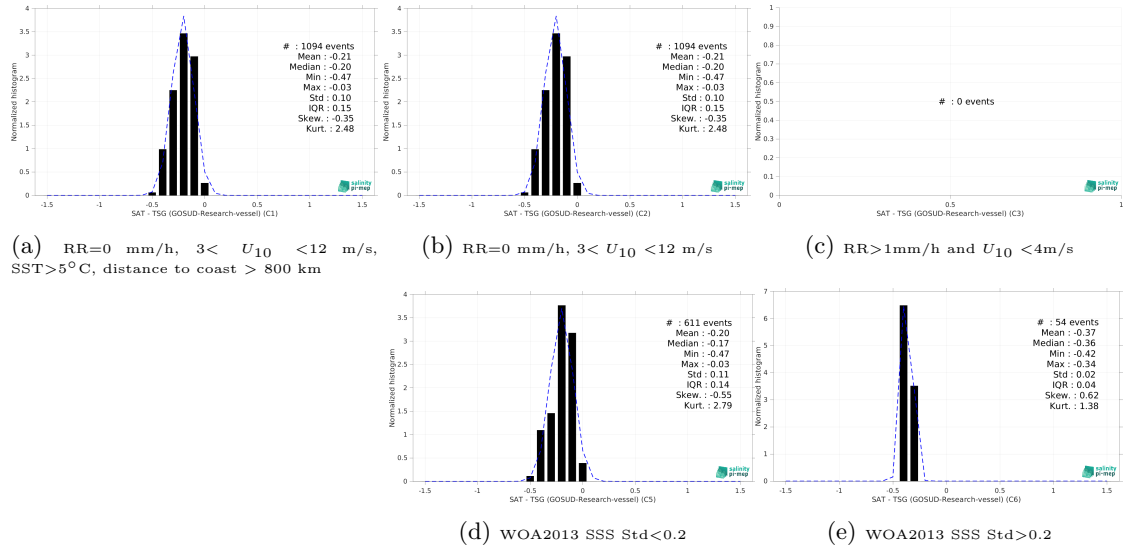 Normalized histogram
4
3.5
3
2.5
2
1.5
1
0.5
0
-1.5
-1
-0.5
0
0.5
1
1.5
# : 1094 events
Mean : -0.21
Median : -0.20
Min : -0.47
Max : -0.03
Std : 0.10
IQR : 0.15
Skew. : -0.35
Kurt. : 2.48
salinity
pi-mep
SAT - TSG (GOSUD-Research-vessel) (C1)
(a) RR=0 mm/h, 3< U10 <12 m/s,
SST>5°C, distance to coast > 800 km
Normalized histogram
4
3.5
3
2.5
2
1.5
1
0.5
0
-1.5
-1
-0.5
0
0.5
1
1.5
# : 1094 events
Mean : -0.21
Median : -0.20
Min : -0.47
Max : -0.03
Std : 0.10
IQR : 0.15
Skew. : -0.35
Kurt. : 2.48
salinity
pi-mep
SAT - TSG (GOSUD-Research-vessel) (C2)
(b) RR=0 mm/h, 3< U10 <12 m/s
Normalized histogram
1
0.9
0.8
0.7
0.6
0.5
0.4
0.3
0.2
0.1
0
0
0.5
1
# : 0 events
salinity
pi-mep
SAT - TSG (GOSUD-Research-vessel) (C3)
(c) RR>1mm/h and U10 <4m/s
Normalized histogram
4
3.5
3
2.5
2
1.5
1
0.5
0
-1.5
-1
-0.5
0
0.5
1
1.5
# : 611 events
Mean : -0.20
Median : -0.17
Min : -0.47
Max : -0.03
Std : 0.11
IQR : 0.14
Skew. : -0.55
Kurt. : 2.79
salinity
pi-mep
SAT - TSG (GOSUD-Research-vessel) (C5)
(d) WOA2013 SSS Std<0.2
Normalized histogram
7
6
5
4
3
2
1
0
-1.5
-1
-0.5
0
0.5
1
1.5
# : 54 events
Mean : -0.37
Median : -0.36
Min : -0.42
Max : -0.34
Std : 0.02
IQR : 0.04
Skew. : 0.62
Kurt. : 1.38
salinity
pi-mep
SAT - TSG (GOSUD-Research-vessel) (C6)
(e) WOA2013 SSS Std>0.2